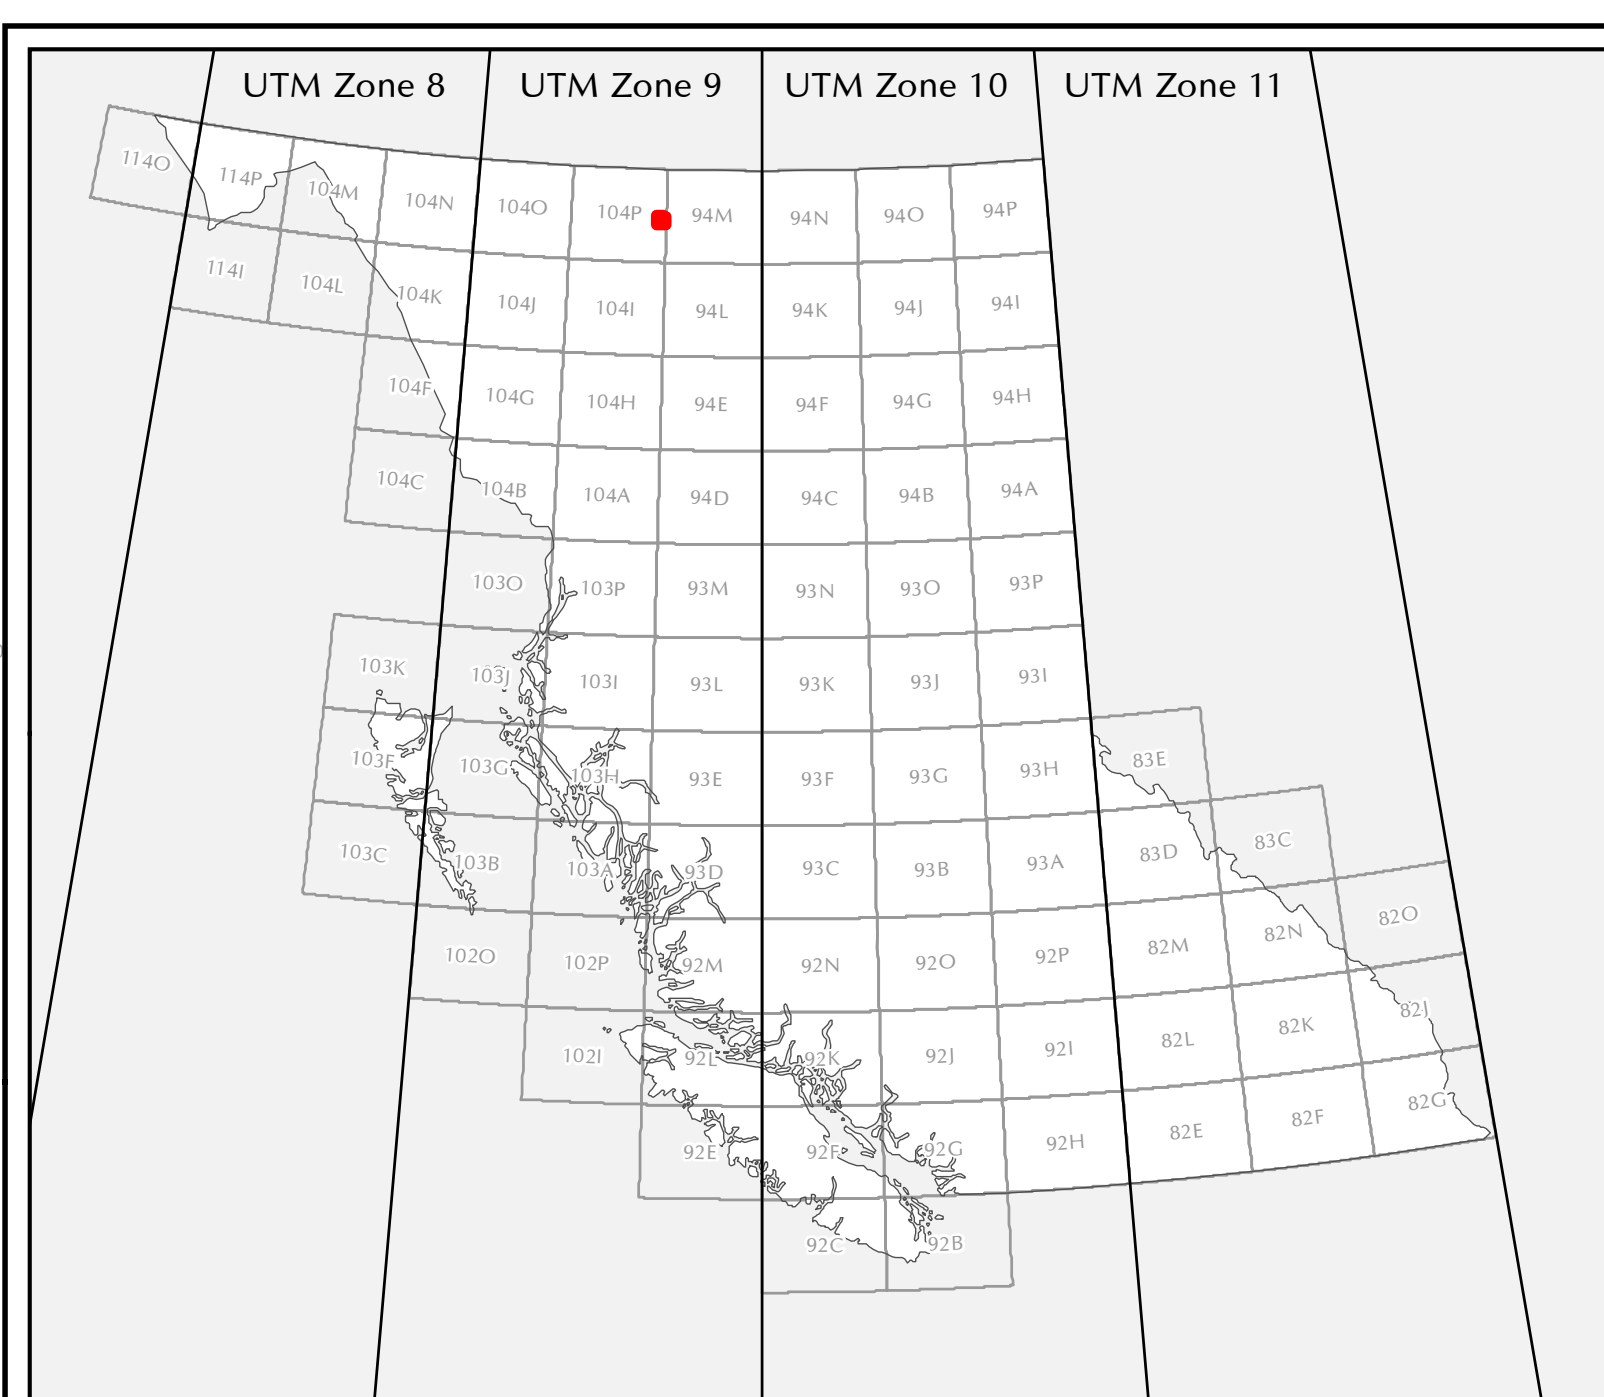 UTM Zone 8 UTM Zone 9 UTM Zone 10 UTM Zone 11
114O 114P 104M 104N 104O 104P 94M 94N 94O 94P
114I 104L 104K 104J 104I 94L 94K 94J 94I
104F 104G 104H 94E 94F 94G 94H
104C 104B 104A 94D 94C 94B 94A
103O 103P 93M 93N 93O 93P
103K 103J 103I 93L 93K 93J 93I
103F 103G 103H 93E 93F 93G 93H 83E
103C 103B 103A 93D 93C 93B 93A 83D 83C
102O 102P 92M 92N 92O 92P 82M 82N 82O
102I 92L 92K 92J 92I 82L 82K 82J
92E 92F 92G 92H 82E 82F 82G
92C 92B